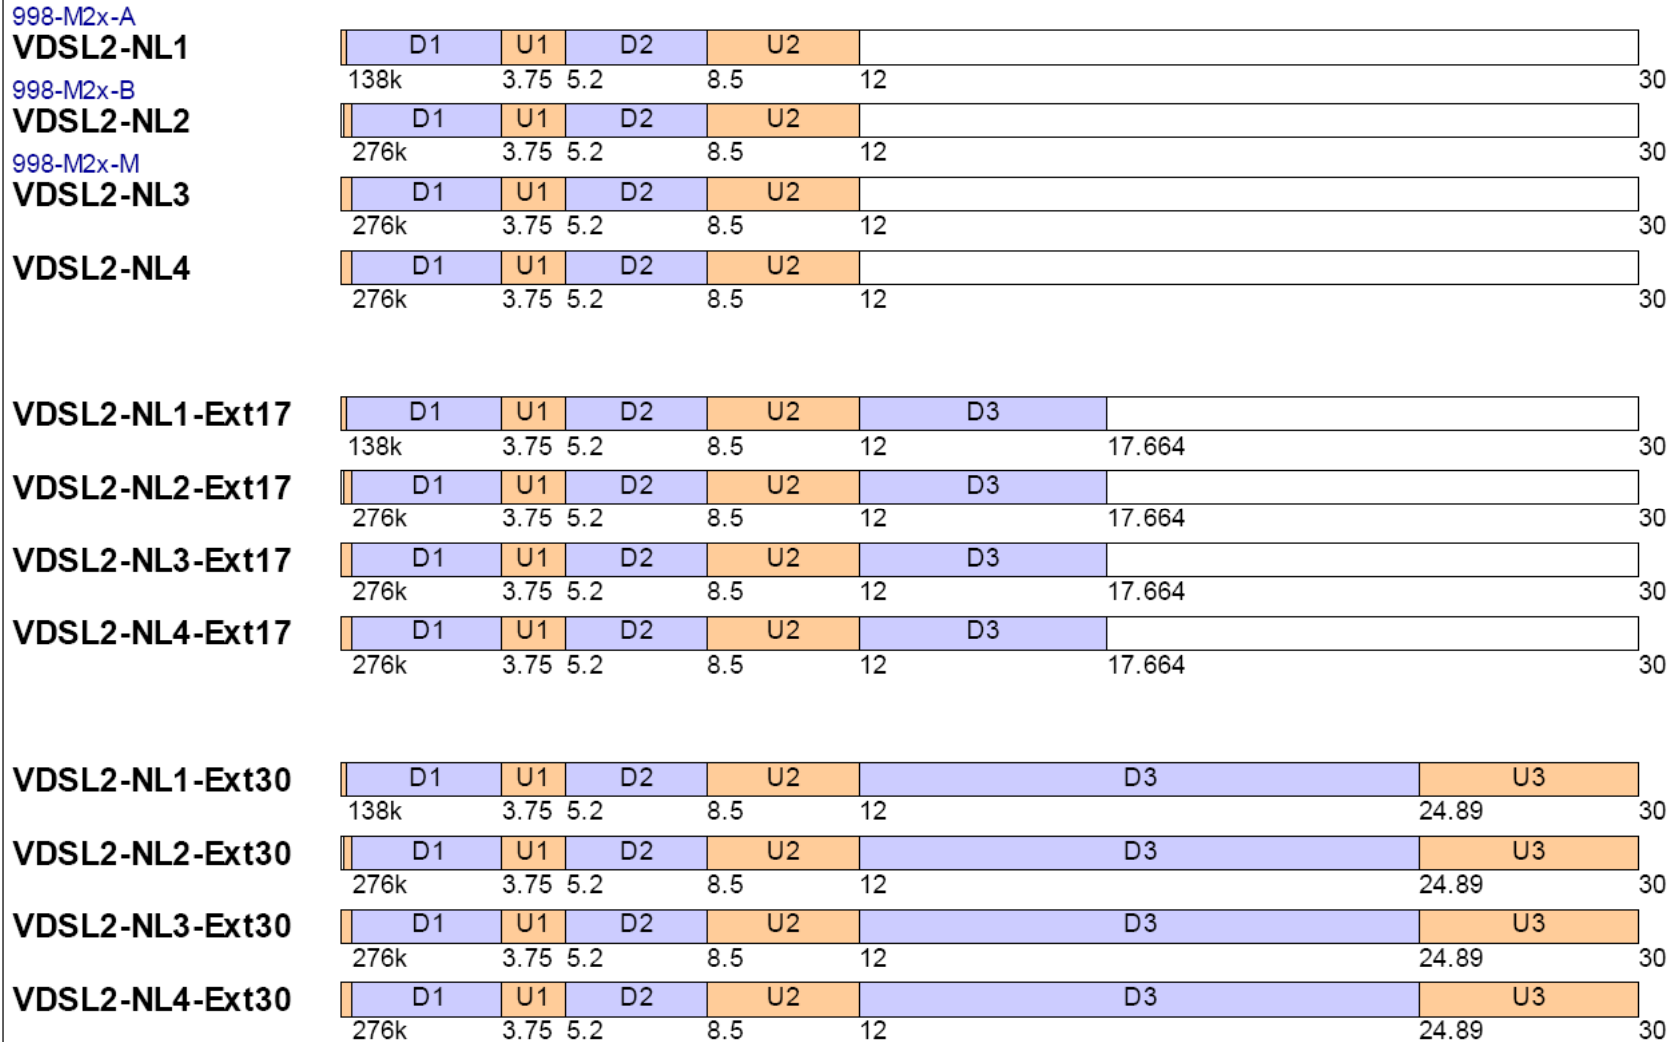 998-M2x-A
VDSL2-NL1 D1 U1 D2 U2
138k 3.75 5.2 8.5 12 30
998-M2x-B
VDSL2-NL2 D1 U1 D2 U2
276k 3.75 5.2 8.5 12 30
998-M2x-M
VDSL2-NL3 D1 U1 D2 U2
276k 3.75 5.2 8.5 12 30
VDSL2-NL4 D1 U1 D2 U2
276k 3.75 5.2 8.5 12 30
VDSL2-NL1-Ext17 D1 U1 D2 U2 D3
138k 3.75 5.2 8.5 12 17.664 30
VDSL2-NL2-Ext17 D1 U1 D2 U2 D3
276k 3.75 5.2 8.5 12 17.664 30
VDSL2-NL3-Ext17 D1 U1 D2 U2 D3
276k 3.75 5.2 8.5 12 17.664 30
VDSL2-NL4-Ext17 D1 U1 D2 U2 D3
276k 3.75 5.2 8.5 12 17.664 30
VDSL2-NL1-Ext30 D1 U1 D2 U2 D3 U3
138k 3.75 5.2 8.5 12 24.89 30
VDSL2-NL2-Ext30 D1 U1 D2 U2 D3 U3
276k 3.75 5.2 8.5 12 24.89 30
VDSL2-NL3-Ext30 D1 U1 D2 U2 D3 U3
276k 3.75 5.2 8.5 12 24.89 30
VDSL2-NL4-Ext30 D1 U1 D2 U2 D3 U3
276k 3.75 5.2 8.5 12 24.89 30